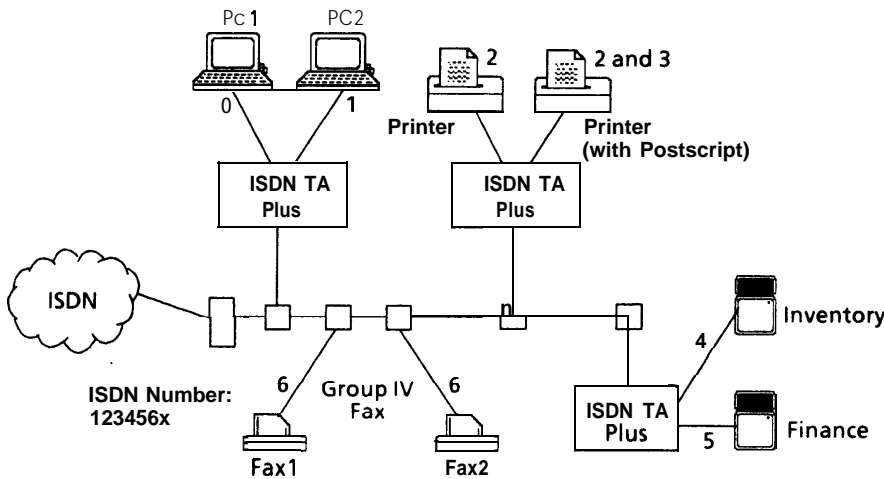 Pc 1
PC2
2
2 and 3
0
1
Printer
Printer
(with Postscript)
ISDN TA
Plus
ISDN TA
Plus
ISDN
Inventory
4
ISDN Number:
123456x
6
Group IV
Fax
6
ISDN TA
Plus
5
Finance
Fax1
Fax2